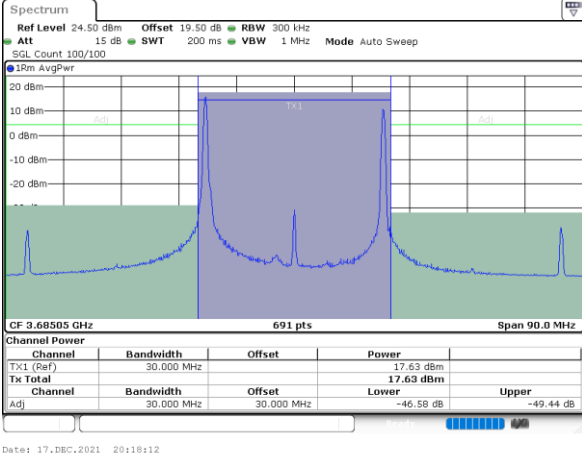 Spectrum
Ref Level 24.50 dBm Offset 19.50 dB RBW 300 kHz
Att 15 dB SWT 200 ms VBW 1 MHz Mode Auto Sweep
SGL Count 100/100
1Rm AvgPwr
20 dBm
TX1
10 dBm
Adj Adj
0 dBm
-10 dBm
-20 dBm
CF 3.68505 GHz 691 pts Span 90.0 MHz
Channel Power
Channel Bandwidth Offset Power
TX1 (Ref) 30.000 MHz 17.63 dBm
Tx Total 17.63 dBm
Channel Bandwidth Offset Lower Upper
Adj 30.000 MHz 30.000 MHz -46.58 dB -49.44 dB
Date: 17.DEC.2021 20:18:12